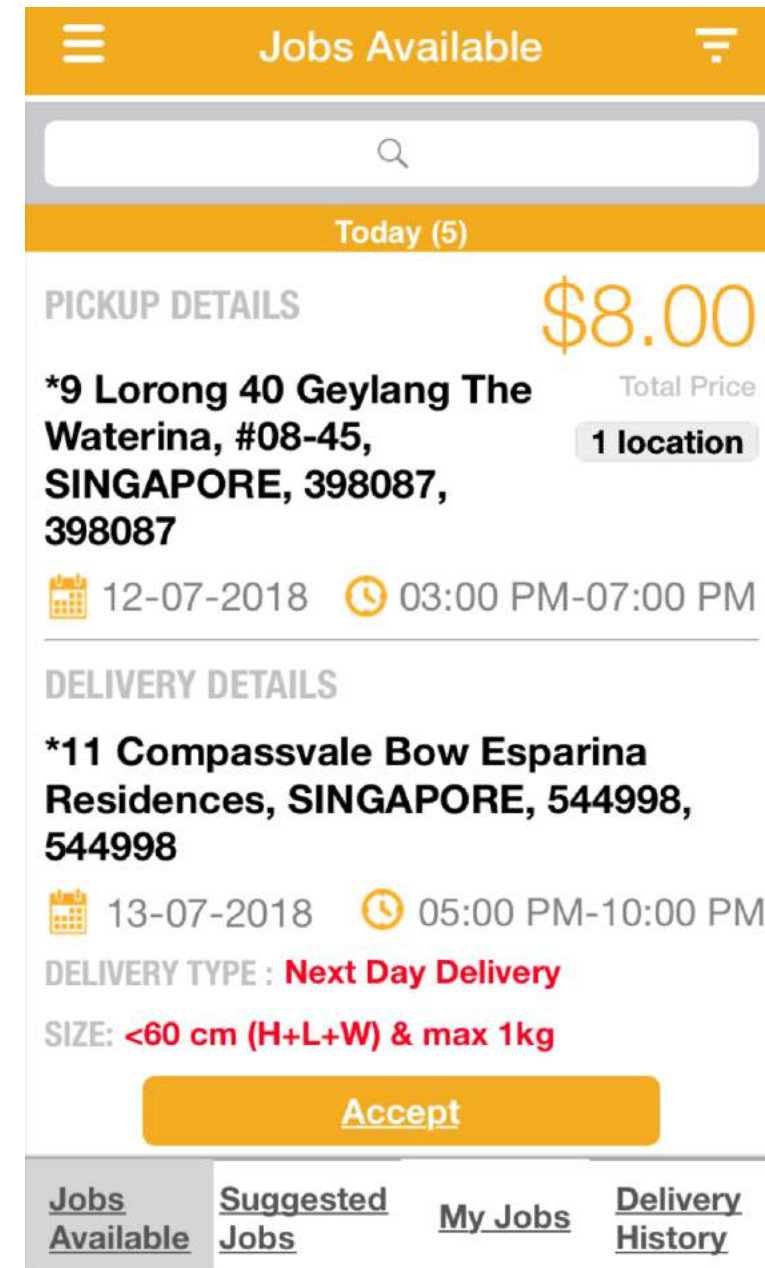 Jobs Available
Today (5)
PICKUP DETAILS
$8.00
Total Price
1 location
*9 Lorong 40 Geylang The
Waterina, #08-45,
SINGAPORE, 398087,
398087
12-07-2018 03:00 PM-07:00 PM
DELIVERY DETAILS
*11 Compassvale Bow Esparina
Residences, SINGAPORE, 544998,
544998
13-07-2018 05:00 PM-10:00 PM
DELIVERY TYPE : Next Day Delivery
SIZE: <60 cm (H+L+W) & max 1kg
Accept
Jobs
Available
Suggested
Jobs
My Jobs
Delivery
History